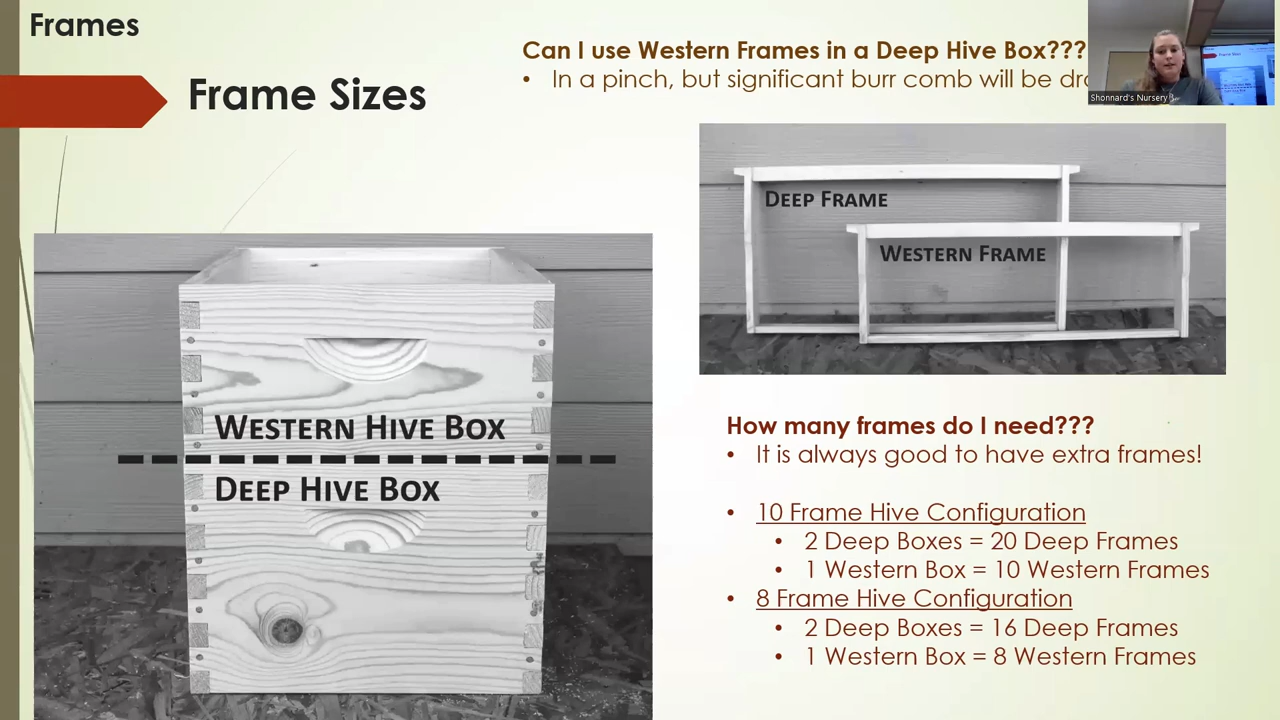 Frames
Frame Sizes
Can I use Western Frames in a Deep Hive Box???
• In a pinch, but significant burr comb will be
Shonnard's Nursery
DEEP FRAME
WESTERN FRAME
WESTERN HIVE BOX
DEEP HIVE BOX
How many frames do I need???
• It is always good to have extra frames!
• 10 Frame Hive Configuration
• 2 Deep Boxes = 20 Deep Frames
• 1 Western Box = 10 Western Frames
• 8 Frame Hive Configuration
• 2 Deep Boxes = 16 Deep Frames
• 1 Western Box = 8 Western Frames